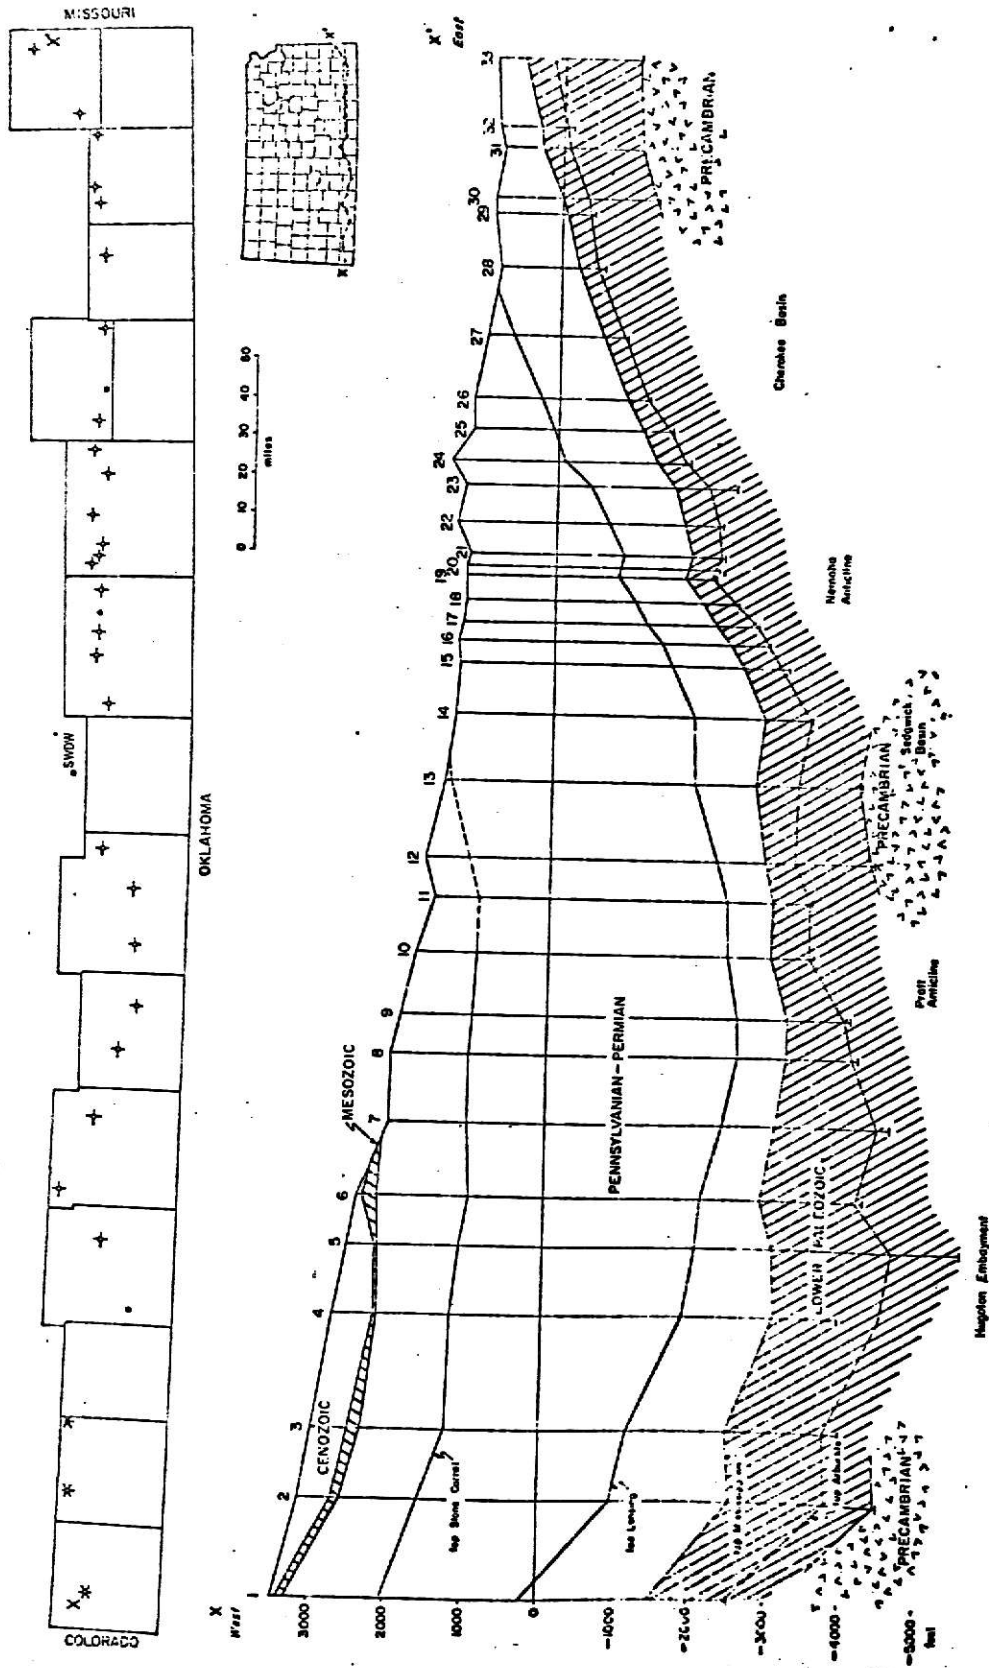 MISSOURI
X'
COLORADO
X
OKLAHOMA
SWDW
0 10 20 30 40 50
miles
X
X'
X
West
X'
East
1 2 3 4 5 6 7 8 9 10 11 12 13 14 15 16 17 18 19 20 21 22 23 24 25 26 27 28 29 30 31 32 33
3000
2000
1000
0
-1000
-2000
-3000
-4000
-5000
feet
CENOZOIC
MESOZOIC
Top Stone Corral
PENNSYLVANIAN-PERMIAN
Top Lansing
Top Mississippian
LOWER PALEOZOIC
Top Arbuckle
PRECAMBRIAN
PRECAMBRIAN
PRECAMBRIAN
Hugoton Embayment
Pratt
Anticline
Sedgwick
Basin
Nemaha
Anticline
Cherokee Basin